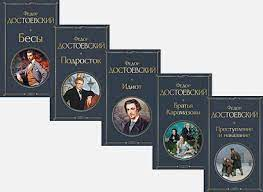 Федор
ДОСТОЕВСКИЙ
Бесы
Федор
ДОСТОЕВСКИЙ
Подросток
Федор
ДОСТОЕВСКИЙ
Идиот
Федор
ДОСТОЕВСКИЙ
Братья
Карамазовы
Федор
ДОСТОЕВСКИЙ
Преступление
и наказание